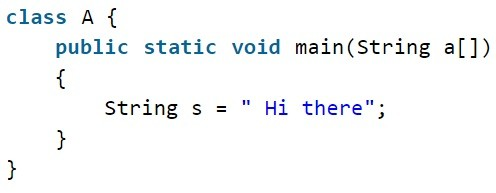 class A {
    public static void main(String a[])
    {
        String s = " Hi there";
    }
}